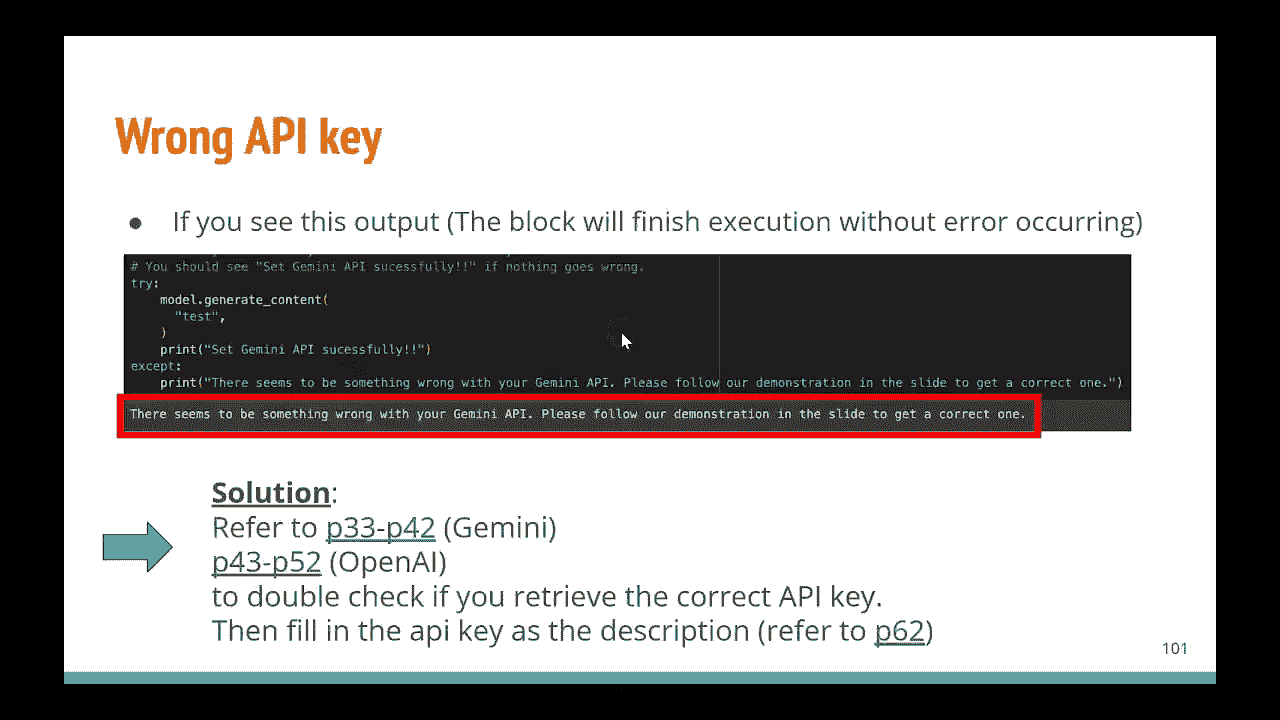 Wrong API key
● If you see this output (The block will finish execution without error occurring)
# You should see "Set Gemini API sucessfully!!" if nothing goes wrong.
try:
    model.generate_content(
      "test",
    )
    print("Set Gemini API sucessfully!!")
except:
    print("There seems to be something wrong with your Gemini API. Please follow our demonstration in the slide to get a correct one.")
There seems to be something wrong with your Gemini API. Please follow our demonstration in the slide to get a correct one.
Solution:
Refer to p33-p42 (Gemini)
p43-p52 (OpenAI)
to double check if you retrieve the correct API key.
Then fill in the api key as the description (refer to p62)
101